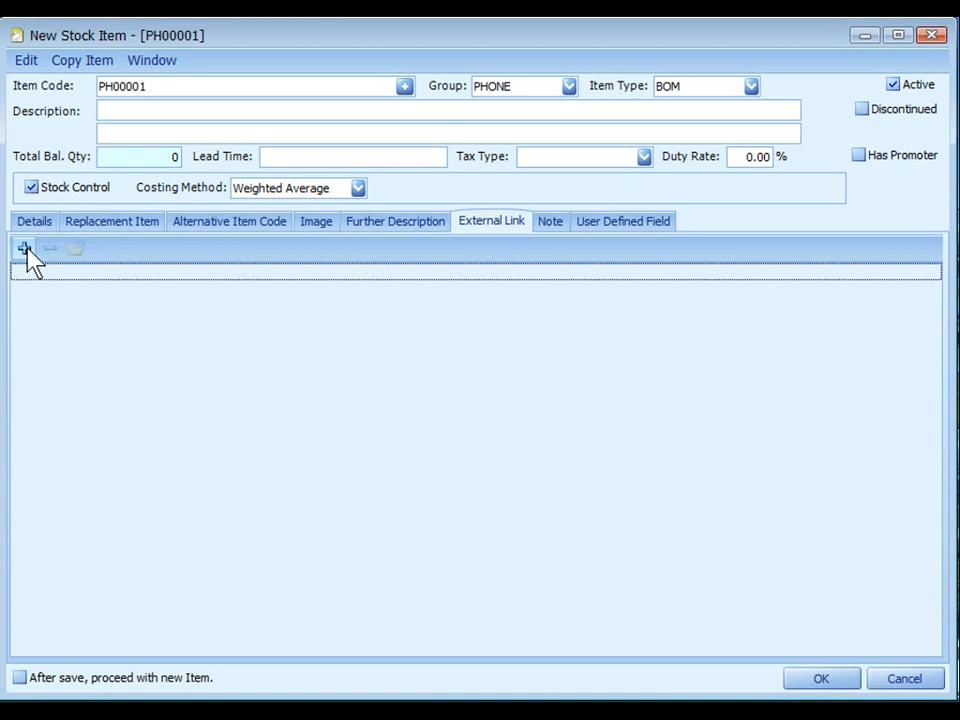 New Stock Item - [PH00001]
Edit Copy Item Window
Item Code: PH00001 Group: PHONE Item Type: BOM Active
Description: Discontinued
Total Bal. Qty: 0 Lead Time: Tax Type: Duty Rate: 0.00 % Has Promoter
Stock Control Costing Method: Weighted Average
Details Replacement Item Alternative Item Code Image Further Description External Link Note User Defined Field
After save, proceed with new Item. OK Cancel